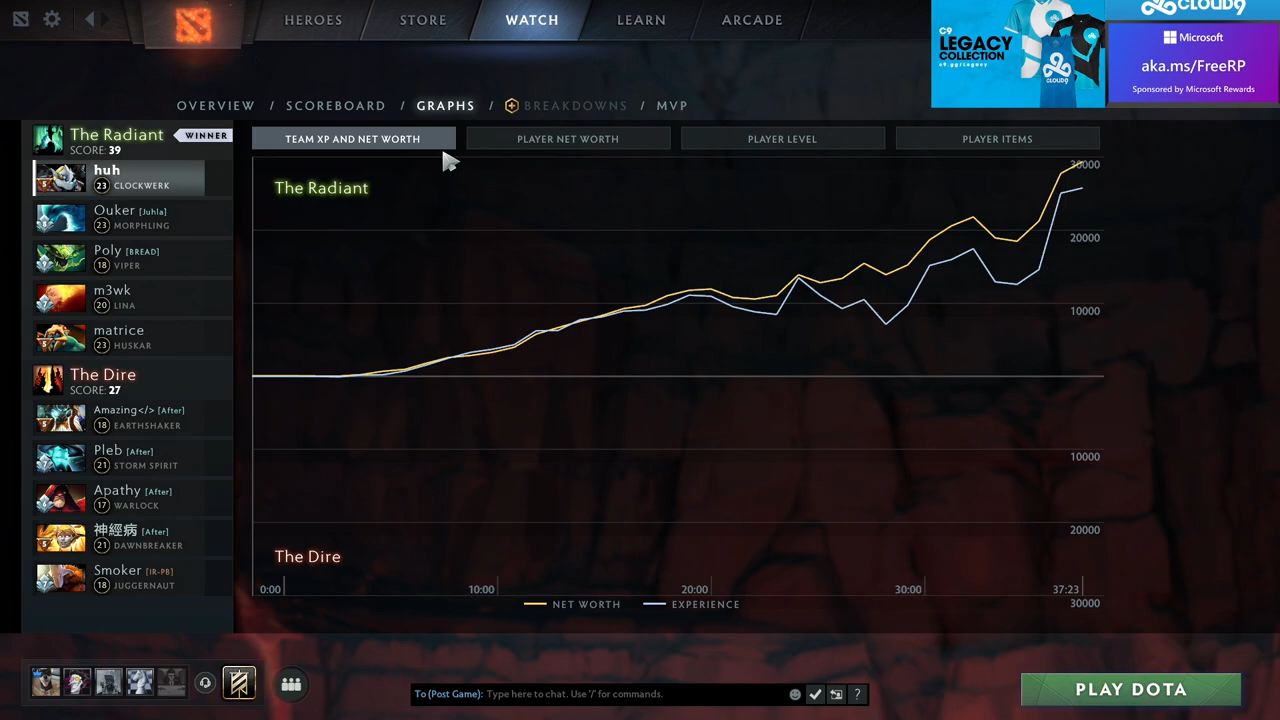 HEROES
STORE
WATCH
LEARN
ARCADE
C9
LEGACY
COLLECTION
c9.gg/legacy
CLOUD9
CLOUD9
Microsoft
aka.ms/FreeRP
Sponsored by Microsoft Rewards
OVERVIEW / SCOREBOARD / GRAPHS / BREAKDOWNS / MVP
The Radiant WINNER
SCORE: 39
huh
23 CLOCKWERK
Ouker [Juhla]
23 MORPHLING
Poly [BREAD]
18 VIPER
m3wk
20 LINA
matrice
23 HUSKAR
The Dire
SCORE: 27
Amazing</> [After]
18 EARTHSHAKER
Pleb [After]
21 STORM SPIRIT
Apathy [After]
17 WARLOCK
神經病 [After]
21 DAWNBREAKER
Smoker [IR-PB]
18 JUGGERNAUT
TEAM XP AND NET WORTH
PLAYER NET WORTH
PLAYER LEVEL
PLAYER ITEMS
The Radiant
30000
20000
10000
10000
20000
The Dire
0:00 10:00 20:00 30:00 37:23
30000
NET WORTH EXPERIENCE
To (Post Game): Type here to chat. Use '/' for commands.
?
PLAY DOTA